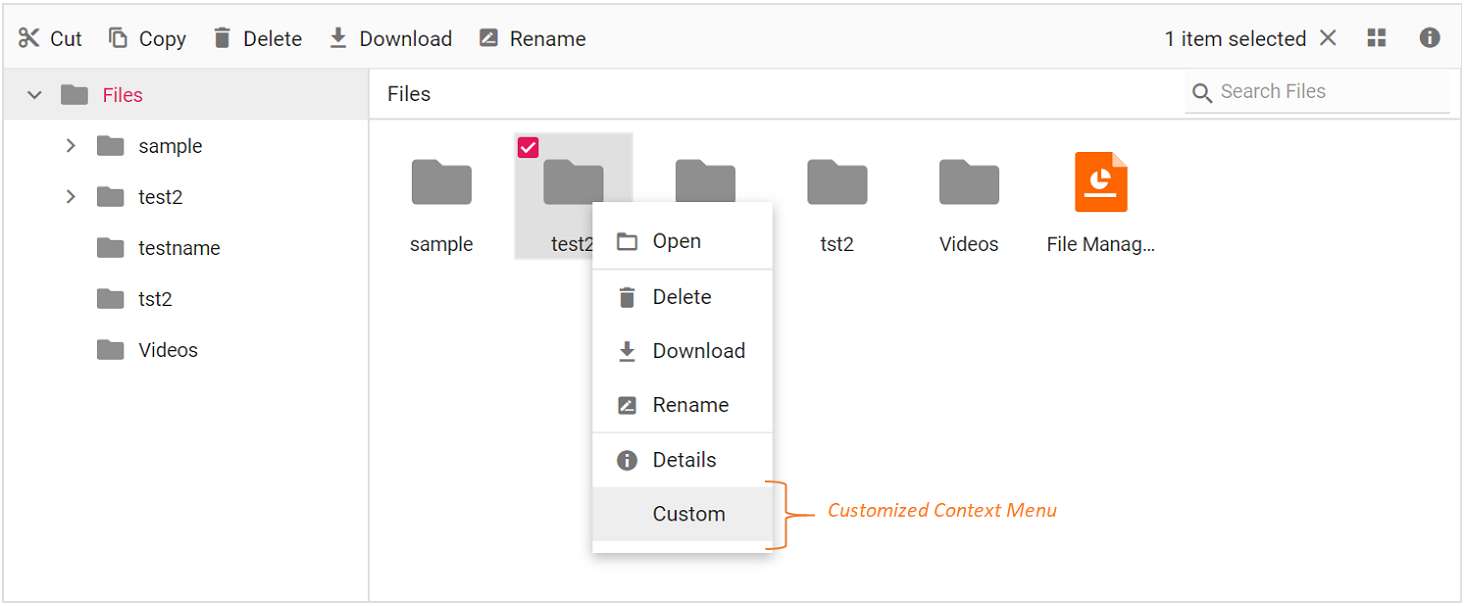 Cut Copy Delete Download Rename 1 item selected
Files
sample
test2
testname
tst2
Videos
Files Search Files
sample test2 tst2 Videos File Manag...
Open
Delete
Download
Rename
Details
Custom
Customized Context Menu